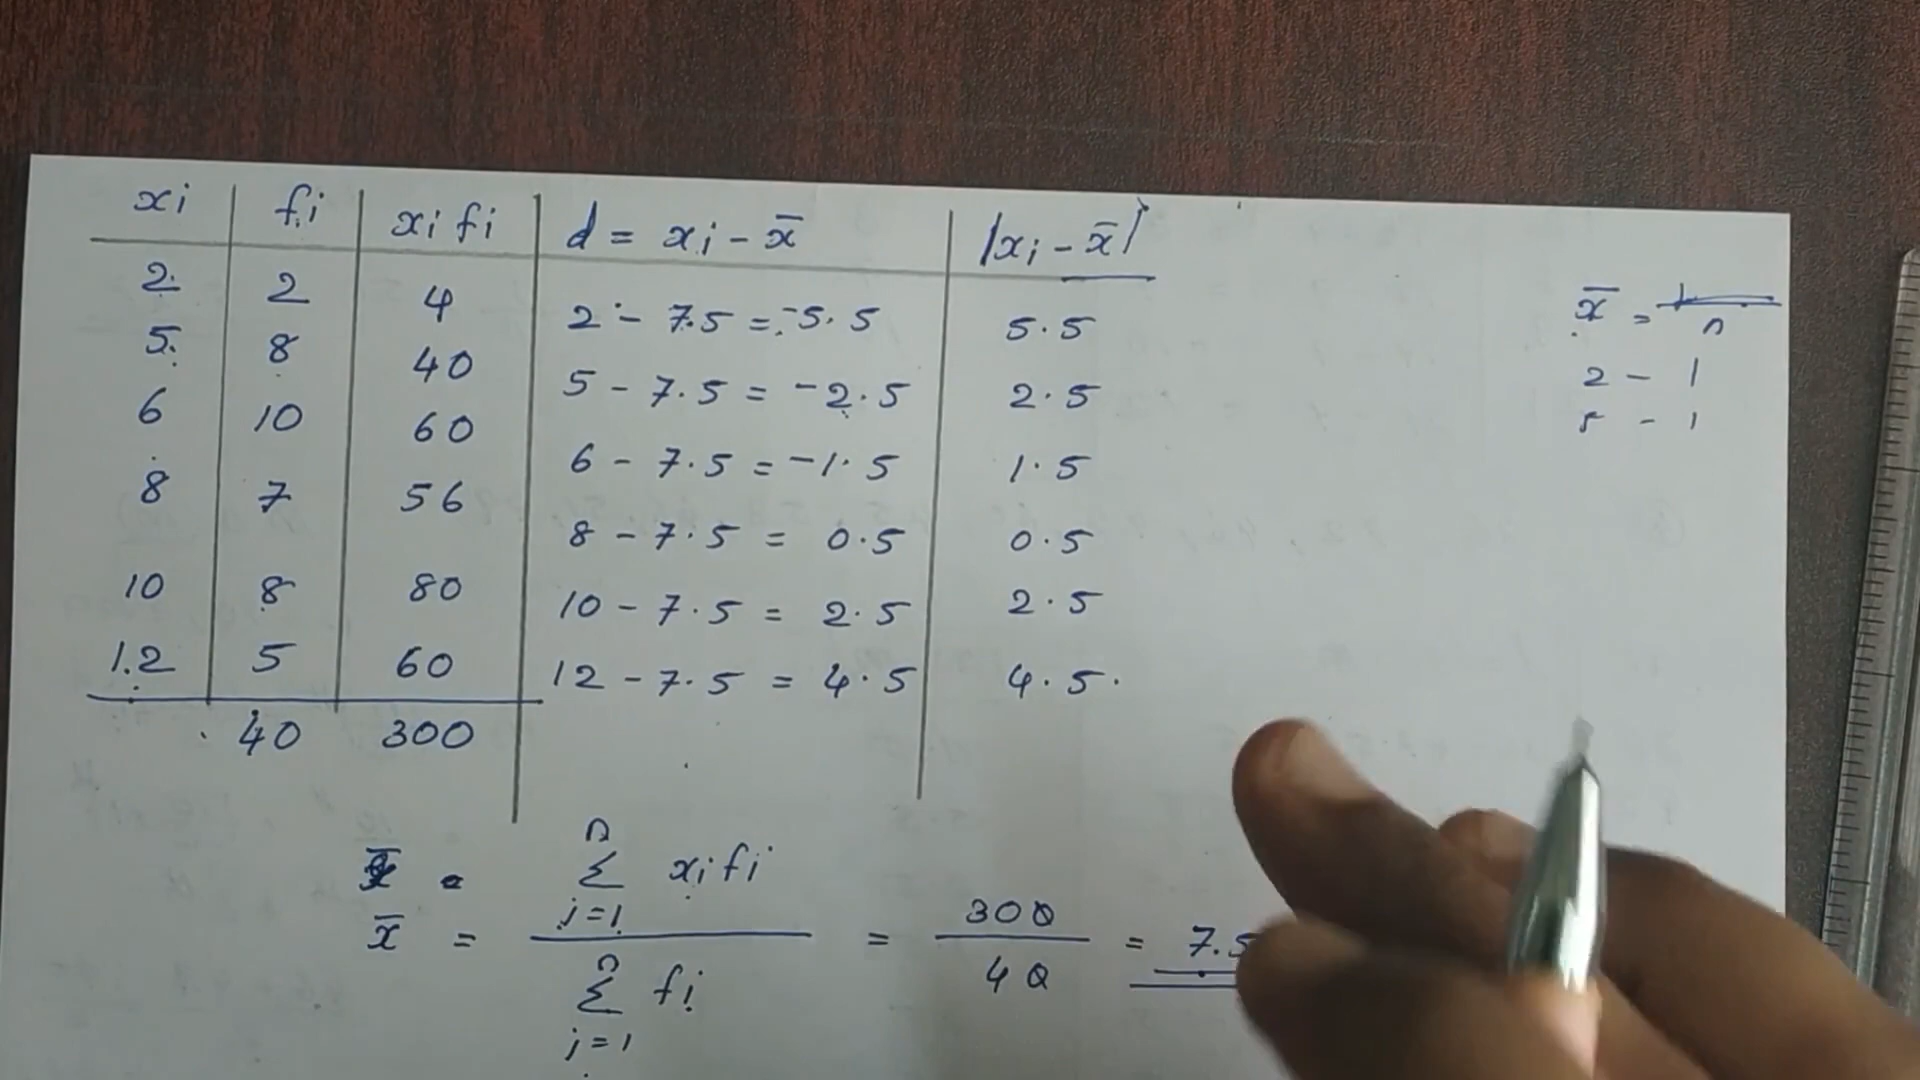 xi fi xi fi d = xi - x̄ |xi - x̄|
2 2 4 2 - 7.5 = -5.5 5.5
5 8 40 5 - 7.5 = -2.5 2.5
6 10 60 6 - 7.5 = -1.5 1.5
8 7 56 8 - 7.5 = 0.5 0.5
10 8 80 10 - 7.5 = 2.5 2.5
12 5 60 12 - 7.5 = 4.5 4.5
40 300
x̄ =
n
Σ xi fi
i=1
x̄ = = 300 / 40 = 7.5
n
Σ fi
i=1
x̄ =
n
2 - 1
5 - 1